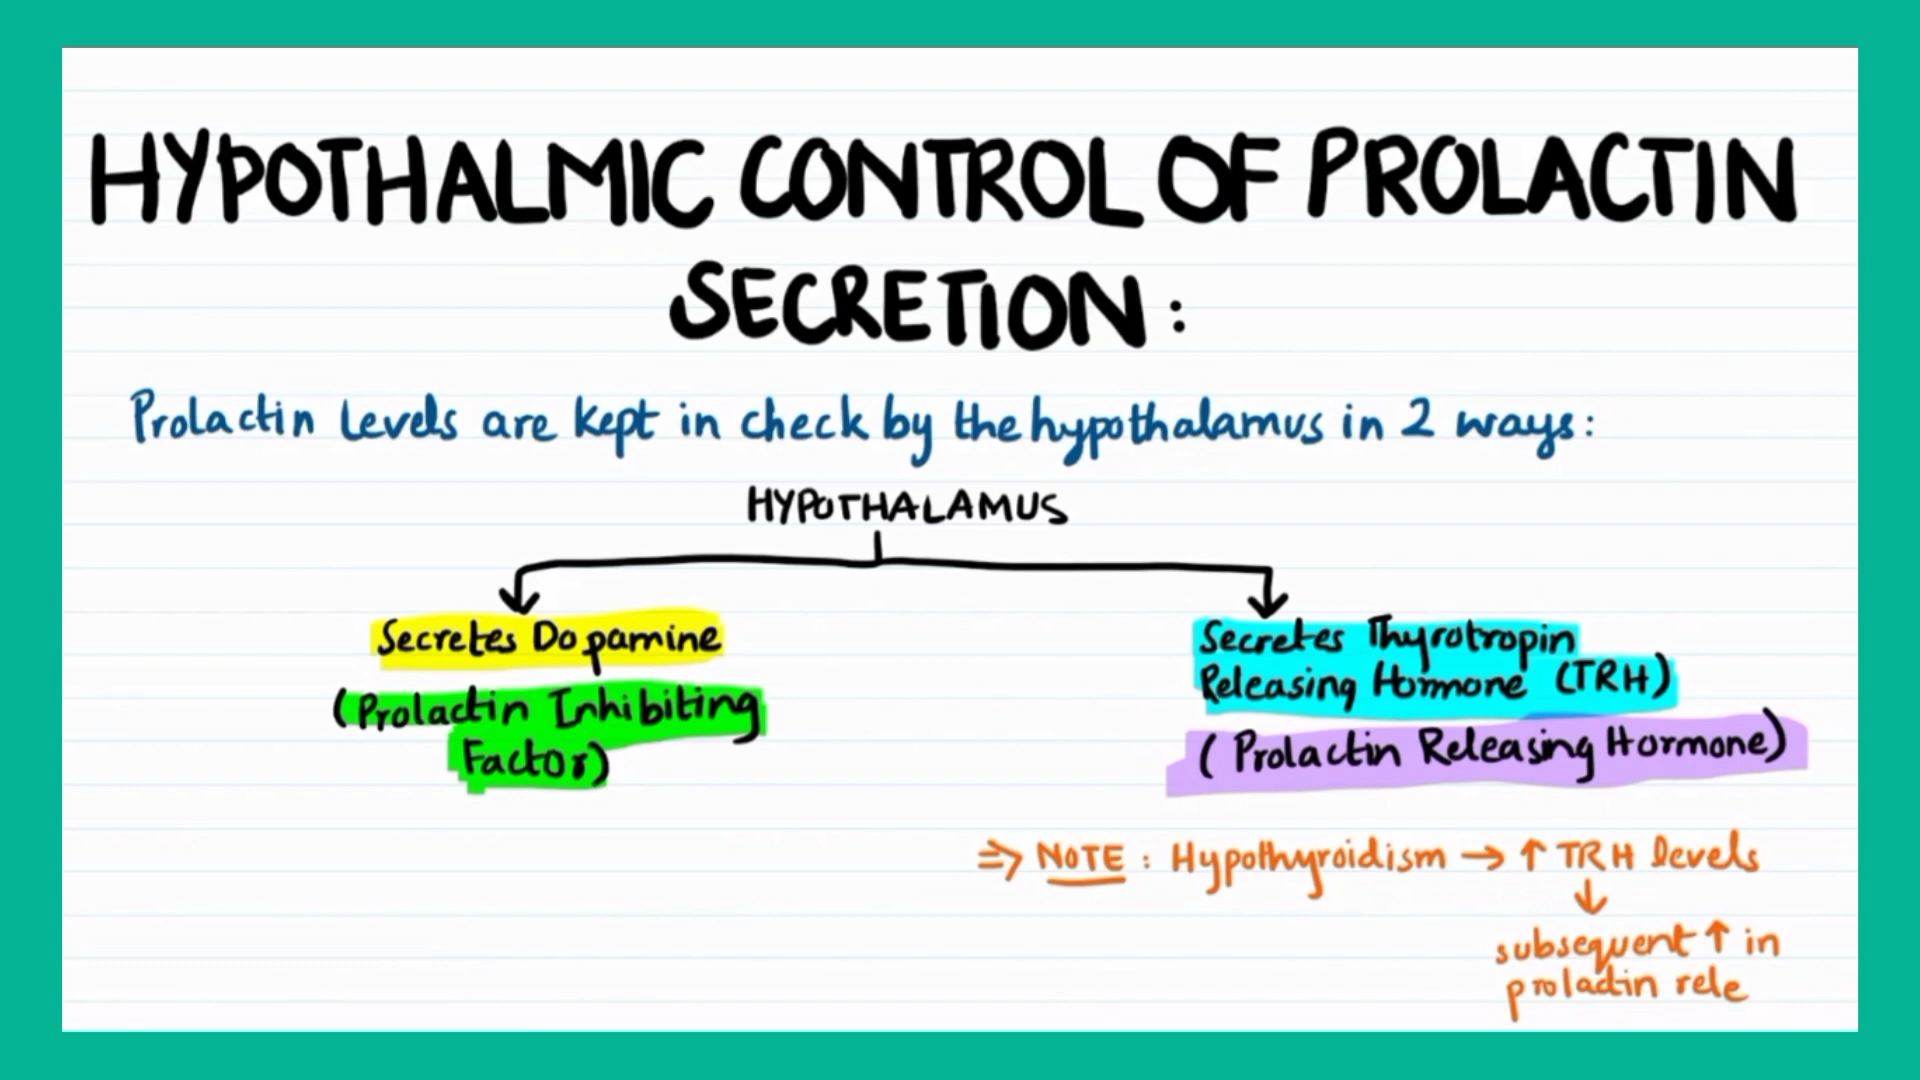 HYPOTHALMIC CONTROL OF PROLACTIN
SECRETION :
Prolactin Levels are kept in check by the hypothalamus in 2 ways :
HYPOTHALAMUS
Secretes Dopamine
(Prolactin Inhibiting
Factor)
Secretes Thyrotropin
Releasing Hormone (TRH)
( Prolactin Releasing Hormone)
⇒ NOTE : Hypothyroidism → ↑ TRH levels
↓
subsequent ↑ in
prolactin rele